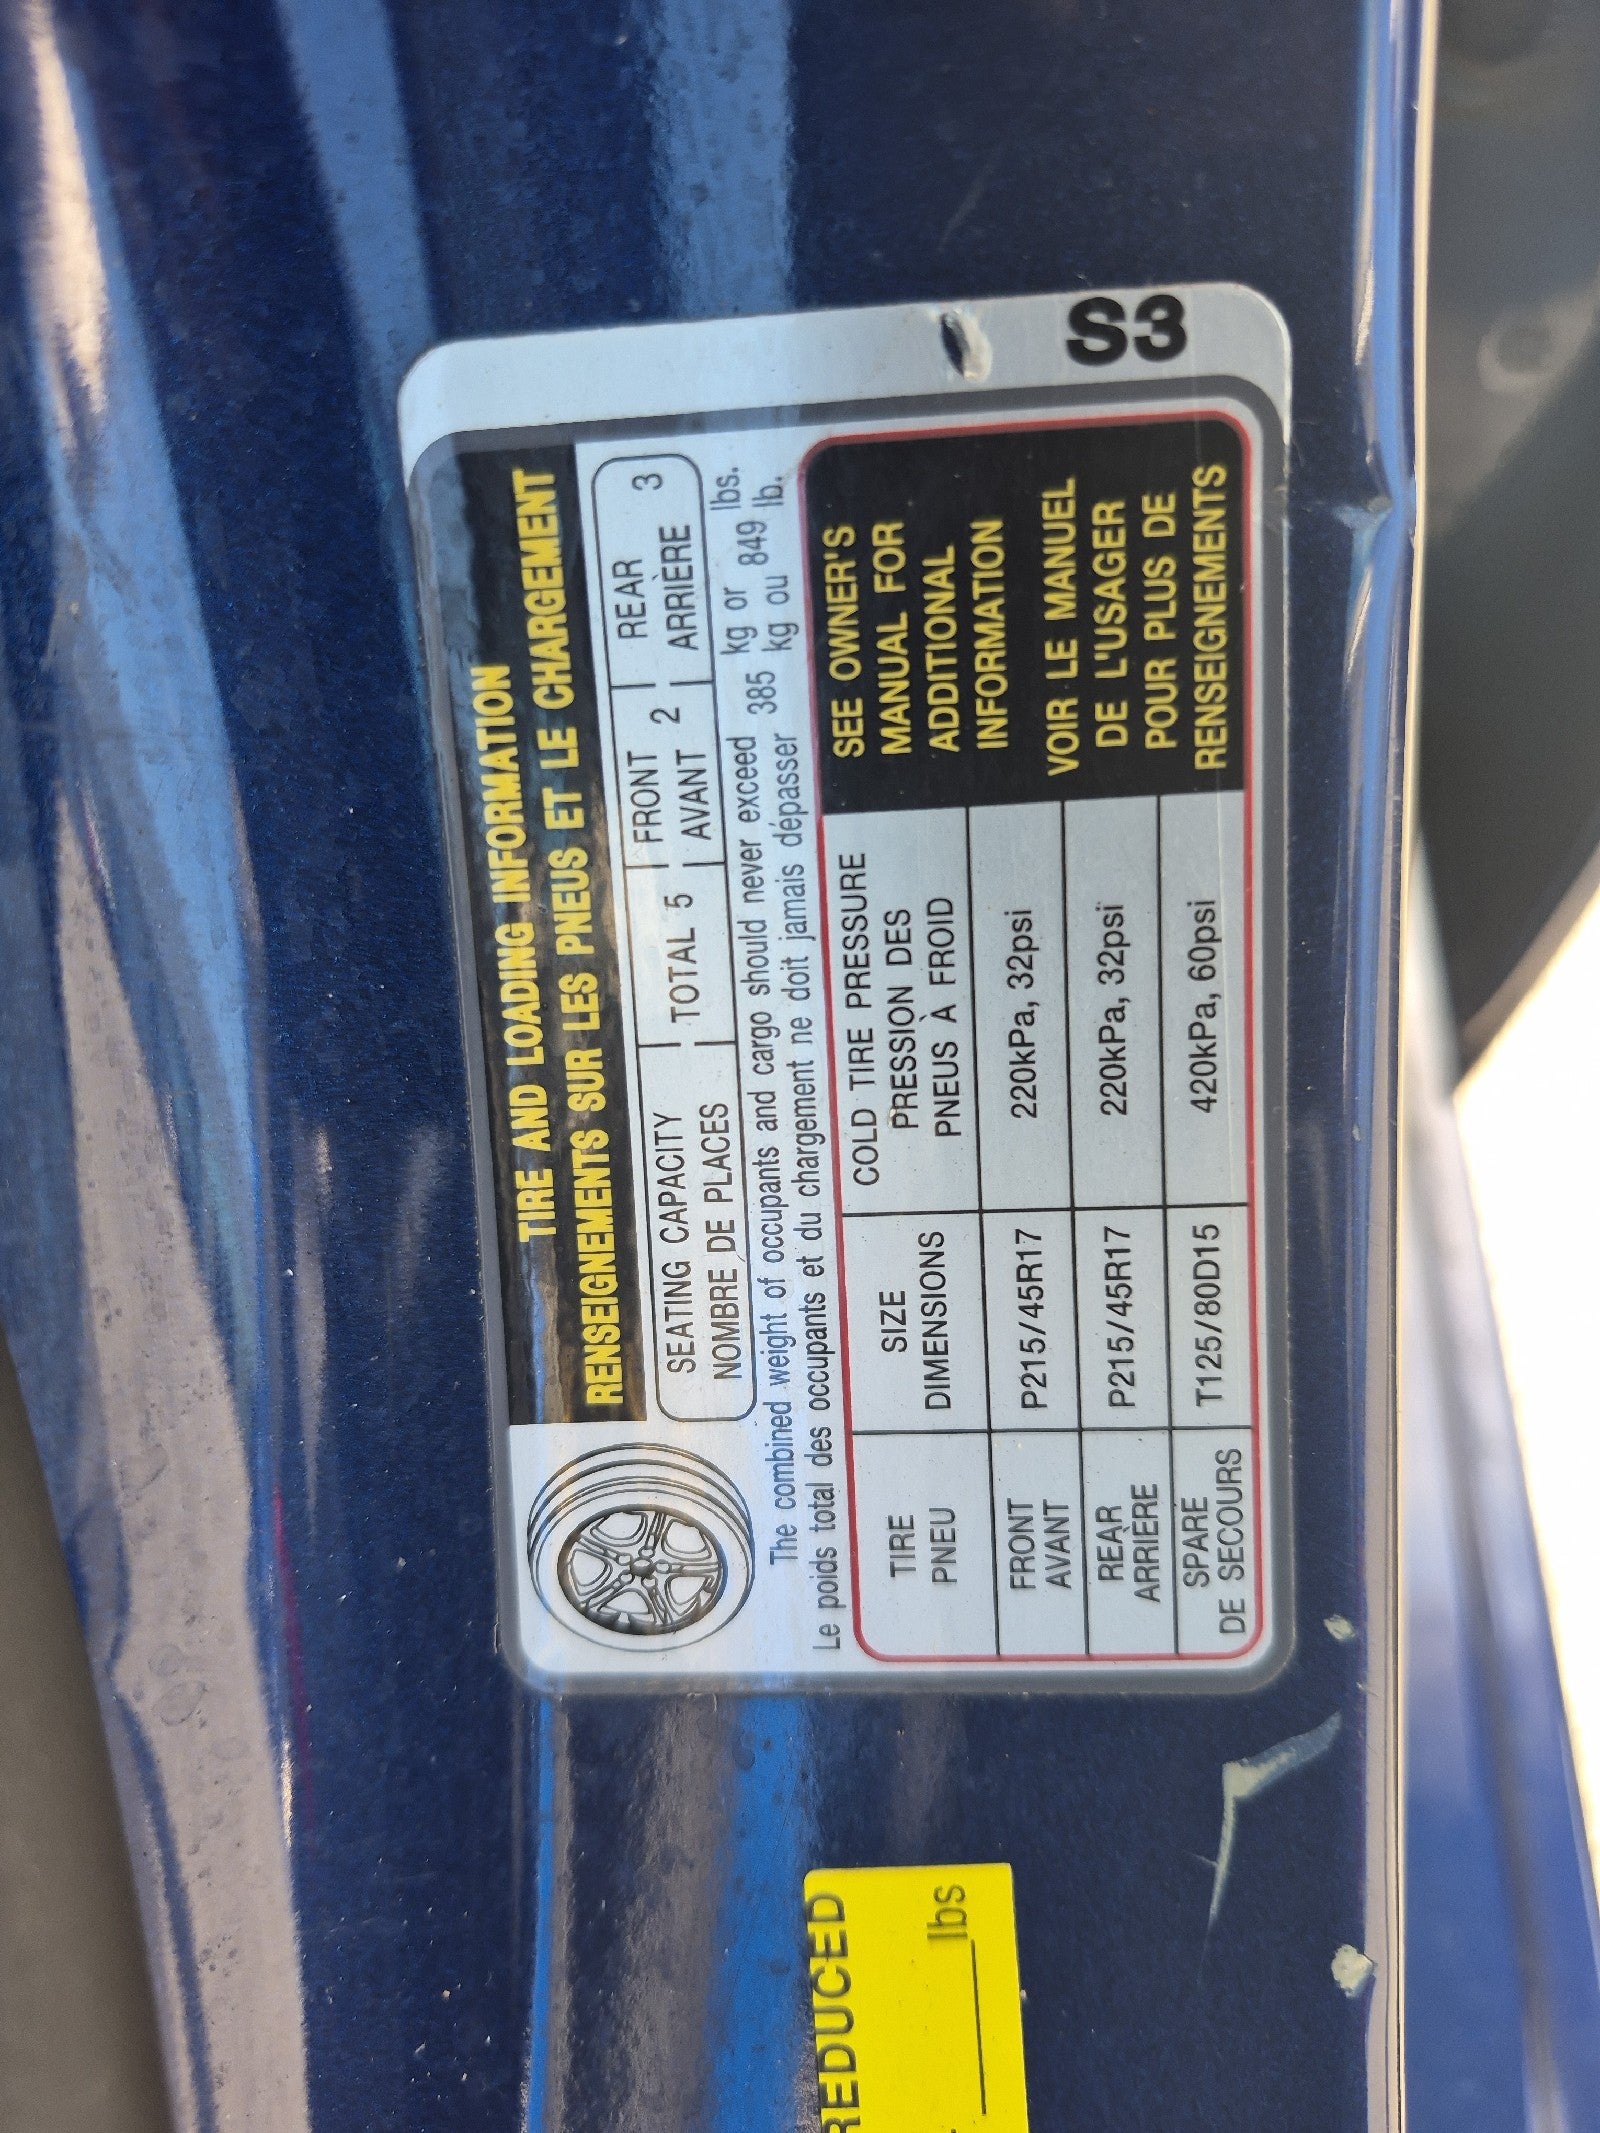 TIRE AND LOADING INFORMATION
RENSEIGNEMENTS SUR LES PNEUS ET LE CHARGEMENT
SEATING CAPACITY
NOMBRE DE PLACES
TOTAL 5
FRONT
AVANT 2
REAR
ARRIÈRE 3
The combined weight of occupants and cargo should never exceed 385 kg or 849 lbs.
Le poids total des occupants et du chargement ne doit jamais dépasser kg ou lb.
TIRE
PNEU
SIZE
DIMENSIONS
COLD TIRE PRESSURE
PRESSION DES
PNEUS À FROID
FRONT
AVANT
P215/45R17
220kPa, 32psi
REAR
ARRIÈRE
P215/45R17
220kPa, 32psi
SPARE
DE SECOURS
T125/80D15
420kPa, 60psi
SEE OWNER'S
MANUAL FOR
ADDITIONAL
INFORMATION
VOIR LE MANUEL
DE L'USAGER
POUR PLUS DE
RENSEIGNEMENTS
S3
REDUCED
lbs